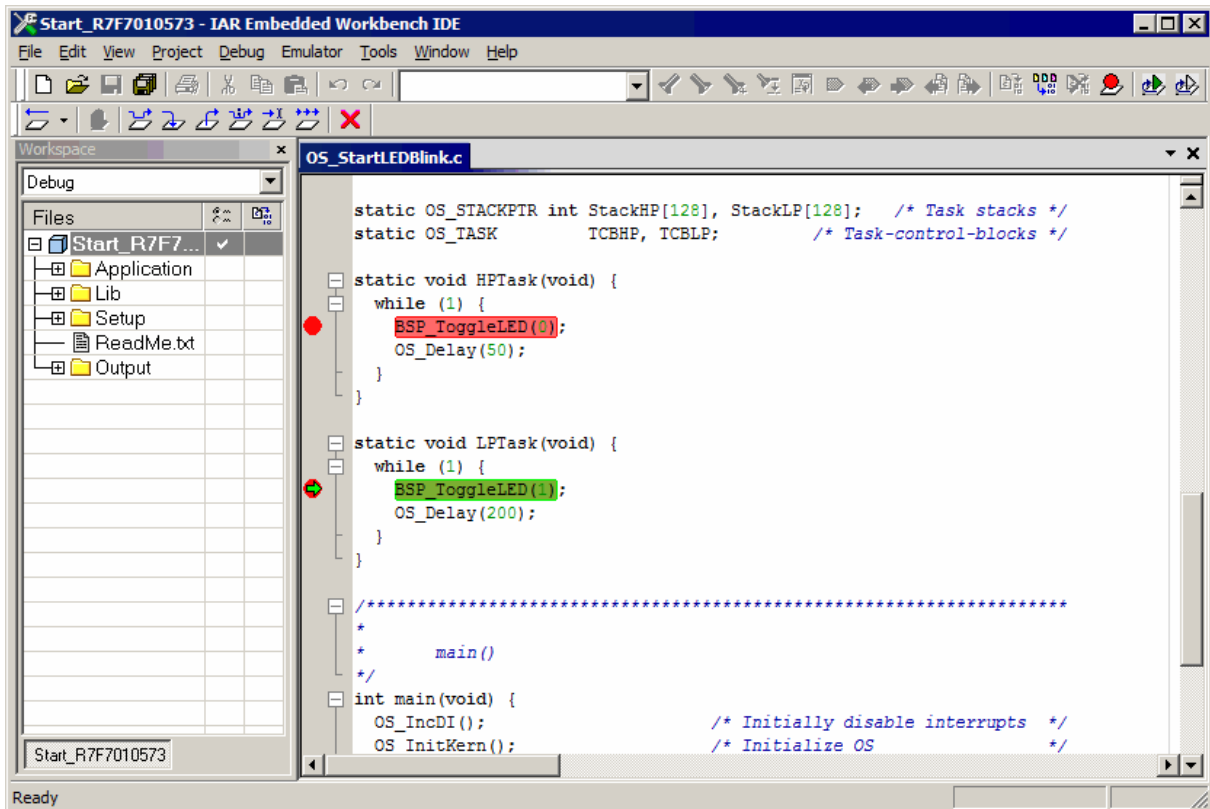 Start_R7F7010573 - IAR Embedded Workbench IDE
File Edit View Project Debug Emulator Tools Window Help
Workspace
OS_StartLEDBlink.c
Debug
Files
Start_R7F7...
Application
Lib
Setup
ReadMe.txt
Output
static OS_STACKPTR int StackHP[128], StackLP[128]; /* Task stacks */
static OS_TASK TCBHP, TCBLP; /* Task-control-blocks */
static void HPTask(void) {
while (1) {
BSP_ToggleLED(0);
OS_Delay(50);
}
}
static void LPTask(void) {
while (1) {
BSP_ToggleLED(1);
OS_Delay(200);
}
}
/*********************************************************************
*
* main()
*/
int main(void) {
OS_IncDI(); /* Initially disable interrupts */
OS_InitKern(); /* Initialize OS */
Start_R7F7010573
Ready